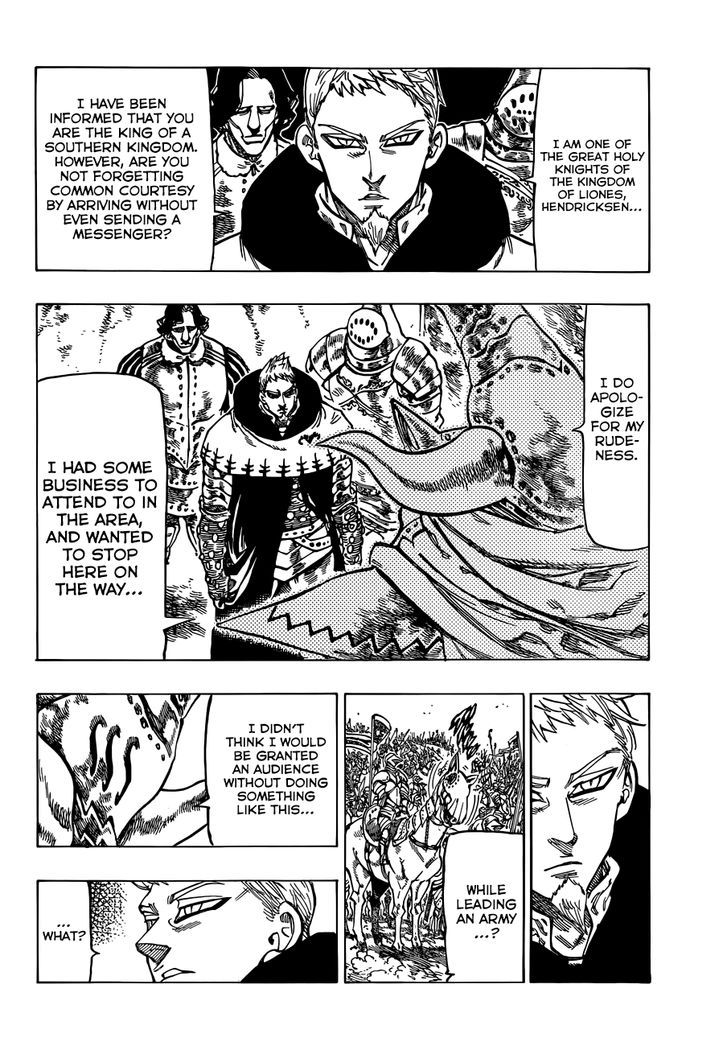 I AM ONE OF
THE GREAT HOLY
KNIGHTS OF
THE KINGDOM
OF LIONES,
HENDRICKSEN...
I HAVE BEEN
INFORMED THAT YOU
ARE THE KING OF A
SOUTHERN KINGDOM.
HOWEVER, ARE YOU
NOT FORGETTING
COMMON COURTESY
BY ARRIVING WITHOUT
EVEN SENDING A
MESSENGER?
I DO
APOLO-
GIZE
FOR MY
RUDE-
NESS.
I HAD SOME
BUSINESS TO
ATTEND TO IN
THE AREA,
AND WANTED
TO STOP
HERE ON
THE WAY...
WHILE
LEADING
AN ARMY
...?
I DIDN'T
THINK I WOULD
BE GRANTED
AN AUDIENCE
WITHOUT DOING
SOMETHING
LIKE THIS...
...
WHAT?